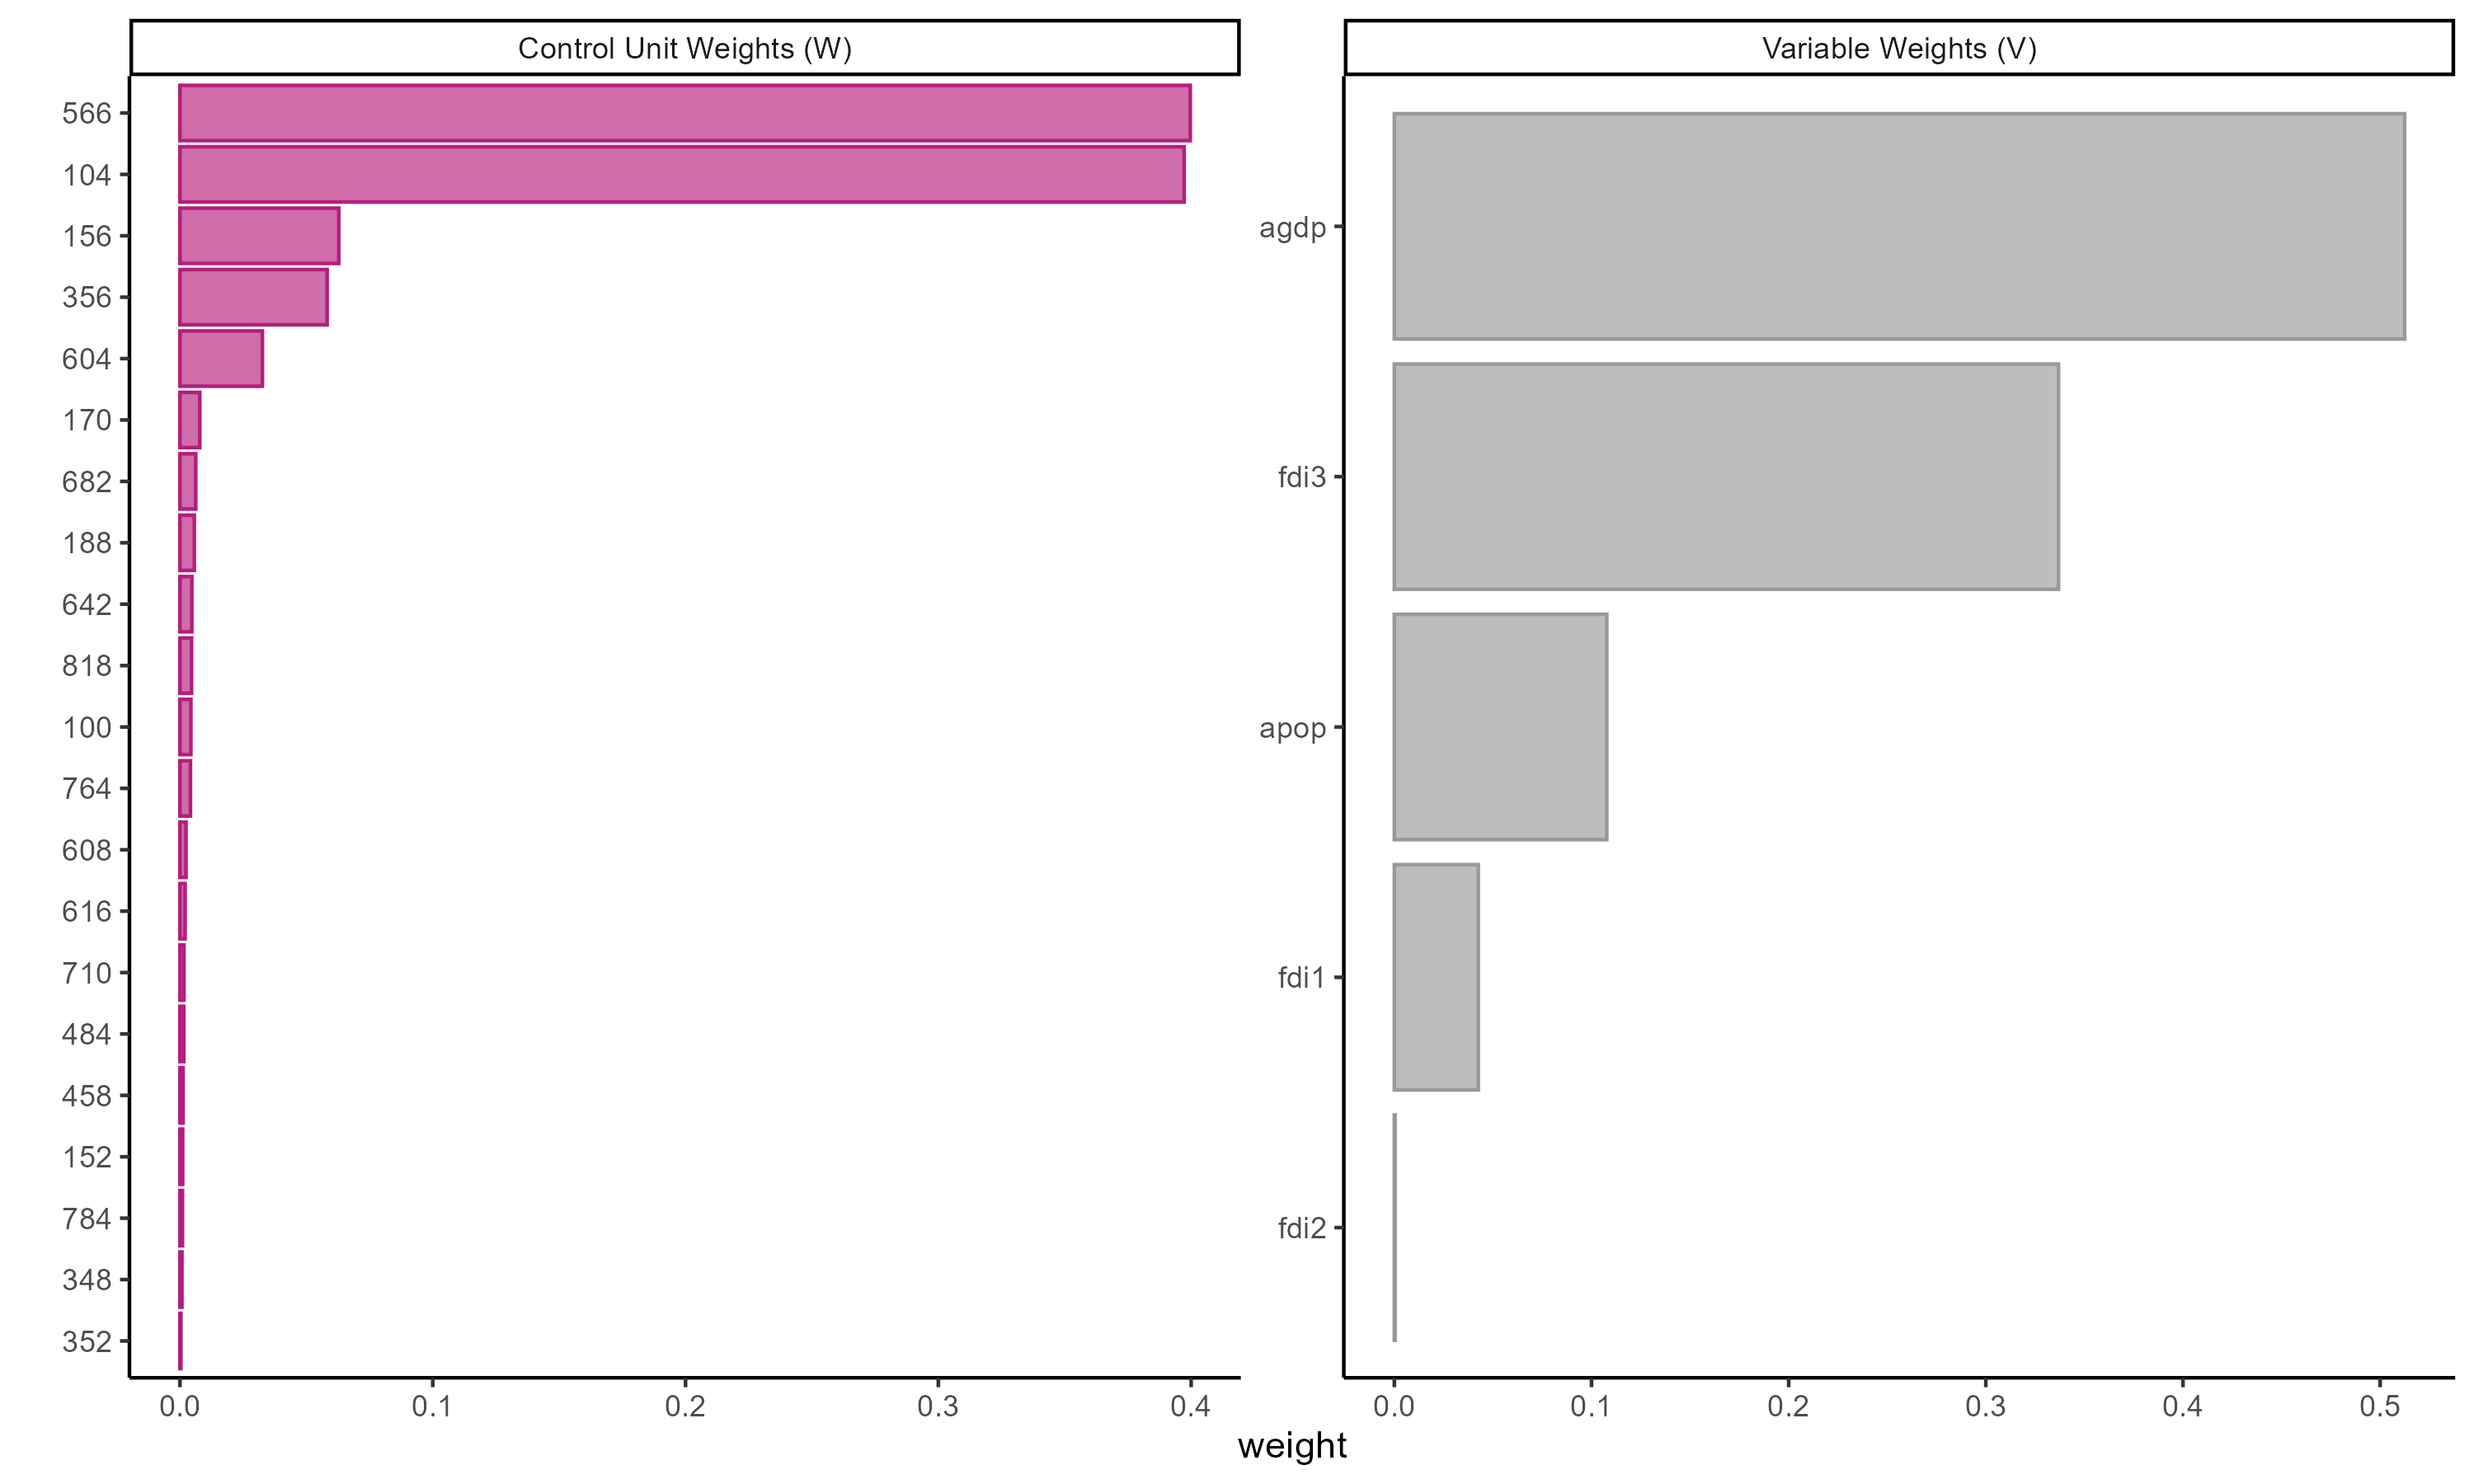 Control Unit Weights (W)
566
104
156
356
604
170
682
188
642
818
100
764
608
616
710
484
458
152
784
348
352
0.0 0.1 0.2 0.3 0.4
Variable Weights (V)
agdp
fdi3
apop
fdi1
fdi2
0.0 0.1 0.2 0.3 0.4 0.5
weight